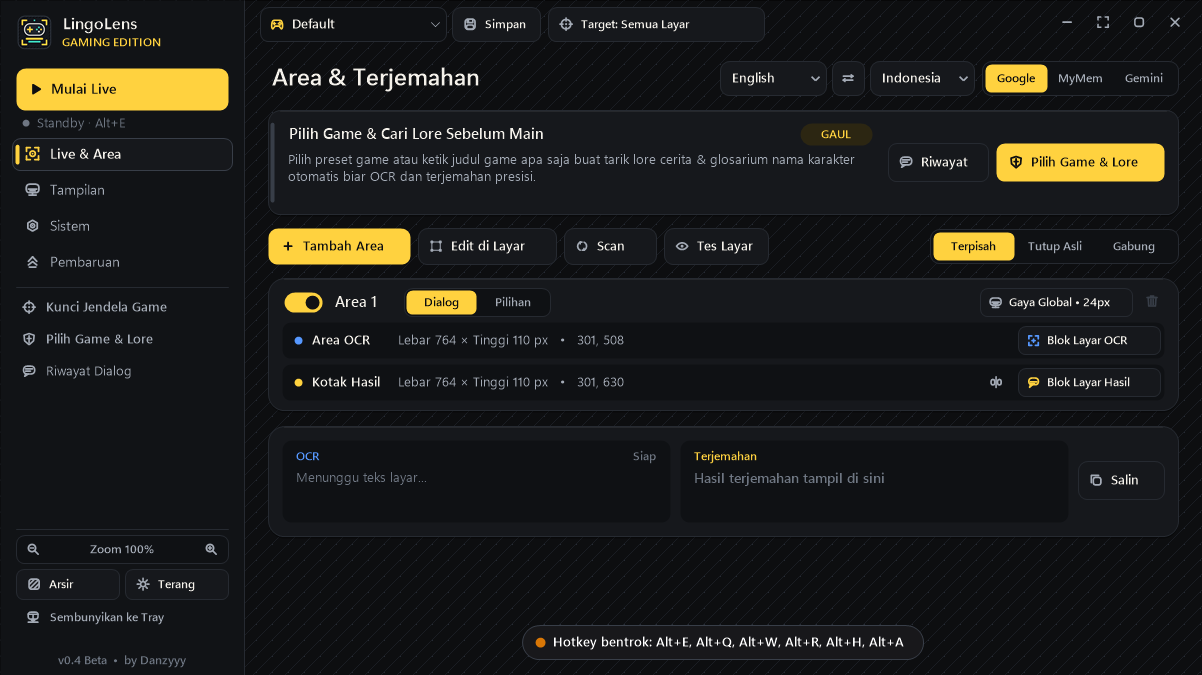 LingoLens
GAMING EDITION
Mulai Live
Standby · Alt+E
Live & Area
Tampilan
Sistem
Pembaruan
Kunci Jendela Game
Pilih Game & Lore
Riwayat Dialog
Zoom 100%
Arsir
Terang
Sembunyikan ke Tray
v0.4 Beta • by Danzyyy
Default
Simpan
Target: Semua Layar
Area & Terjemahan
English
Indonesia
Google
MyMem
Gemini
Pilih Game & Cari Lore Sebelum Main
GAUL
Pilih preset game atau ketik judul game apa saja buat tarik lore cerita & glosarium nama karakter
otomatis biar OCR dan terjemahan presisi.
Riwayat
Pilih Game & Lore
+ Tambah Area
Edit di Layar
Scan
Tes Layar
Terpisah
Tutup Asli
Gabung
Area 1
Dialog
Pilihan
Gaya Global • 24px
Area OCR
Lebar 764 × Tinggi 110 px • 301, 508
Blok Layar OCR
Kotak Hasil
Lebar 764 × Tinggi 110 px • 301, 630
Blok Layar Hasil
OCR
Siap
Menunggu teks layar...
Terjemahan
Hasil terjemahan tampil di sini
Salin
Hotkey bentrok: Alt+E, Alt+Q, Alt+W, Alt+R, Alt+H, Alt+A